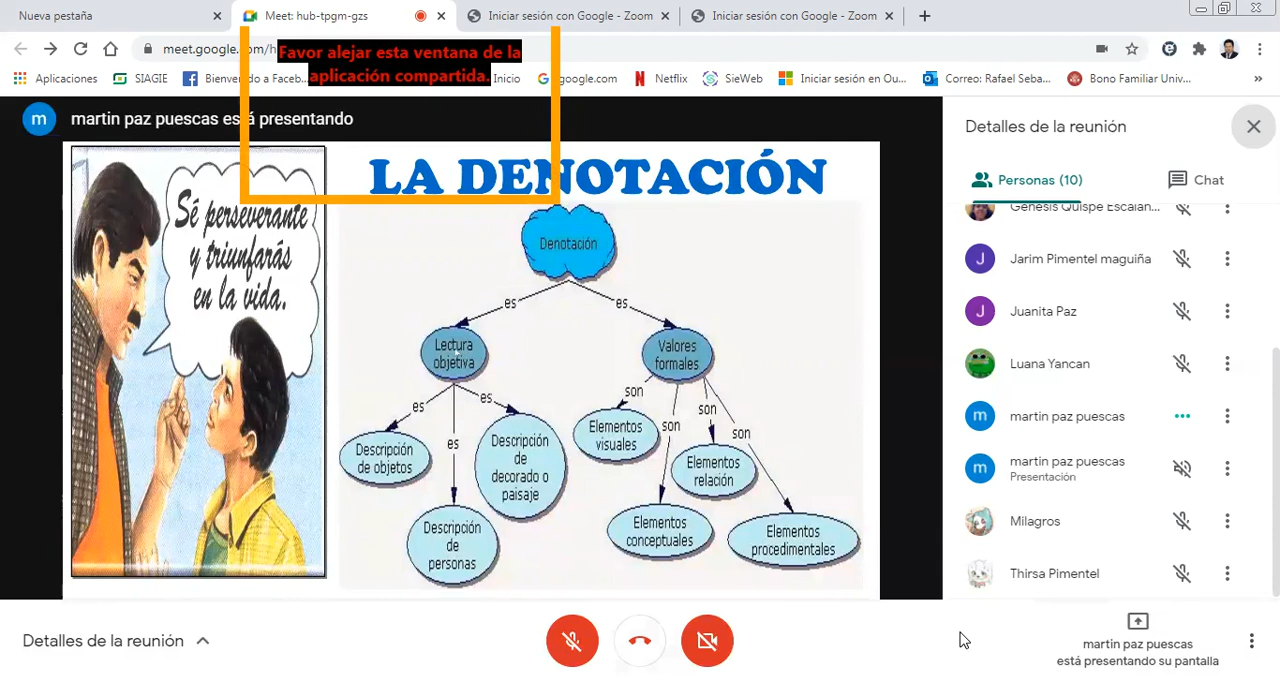 Nueva pestaña
Meet: hub-tpgm-gzs
Iniciar sesión con Google - Zoom
Iniciar sesión con Google - Zoom
meet.google.com/h
Favor alejar esta ventana de la
aplicación compartida.
Aplicaciones
SIAGIE
Bienvenido a Faceb...
Inicio
google.com
Netflix
SieWeb
Iniciar sesión en Ou...
Correo: Rafael Seba...
Bono Familiar Univ...
m
martin paz puescas está presentando
Sé perseverante
y triunfarás
en la vida.
LA DENOTACIÓN
Denotación
es
es
Lectura
objetiva
Valores
formales
es
es
es
son
son
son
son
Descripción
de objetos
Descripción
de
personas
Descripción
de
decorado o
paisaje
Elementos
visuales
Elementos
conceptuales
Elementos
relación
Elementos
procedimentales
Detalles de la reunión
Personas (10)
Chat
Genesis Quispe Escalan...
J
Jarim Pimentel maguiña
J
Juanita Paz
Luana Yancan
m
martin paz puescas
m
martin paz puescas
Presentación
Milagros
Thirsa Pimentel
Detalles de la reunión
martin paz puescas
está presentando su pantalla